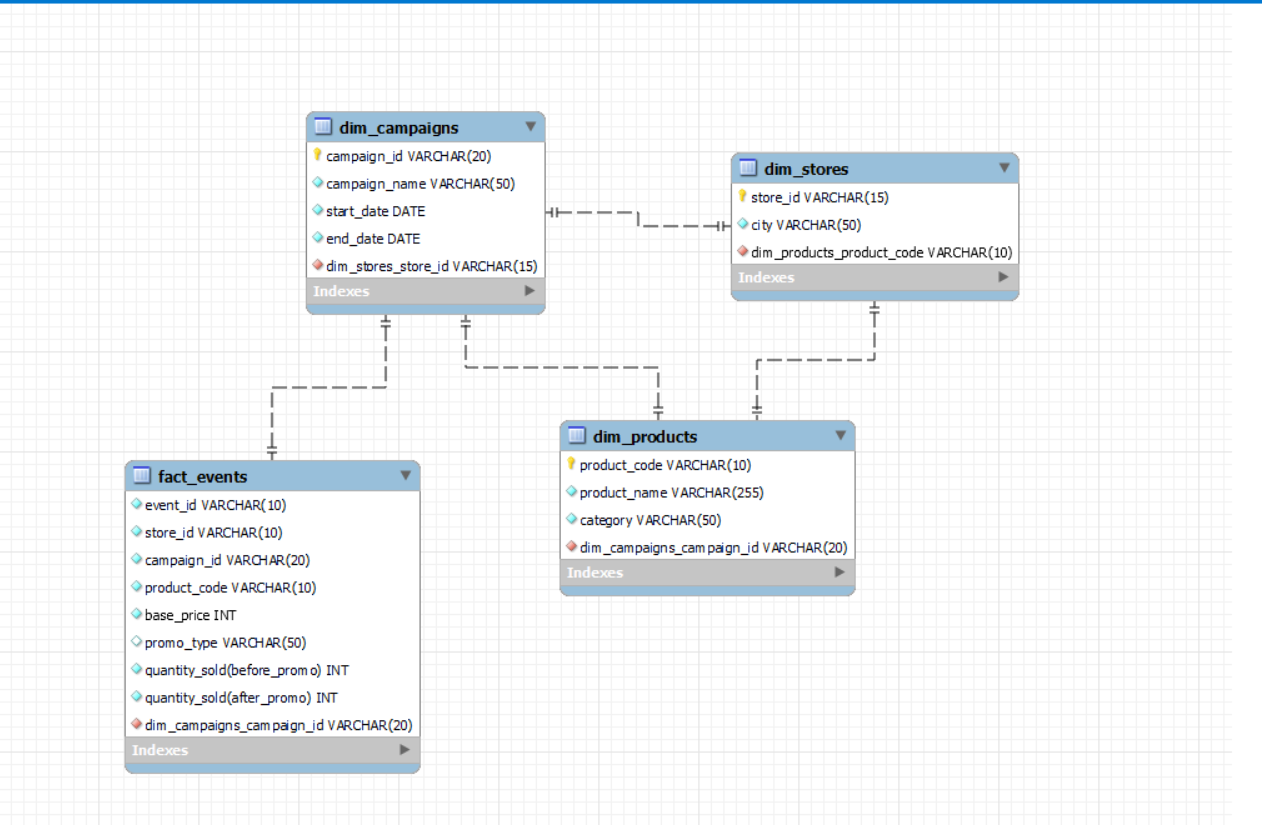 dim_campaigns
campaign_id VARCHAR(20)
campaign_name VARCHAR(50)
start_date DATE
end_date DATE
dim_stores_store_id VARCHAR(15)
Indexes
dim_stores
store_id VARCHAR(15)
city VARCHAR(50)
dim_products_product_code VARCHAR(10)
Indexes
dim_products
product_code VARCHAR(10)
product_name VARCHAR(255)
category VARCHAR(50)
dim_campaigns_campaign_id VARCHAR(20)
Indexes
fact_events
event_id VARCHAR(10)
store_id VARCHAR(10)
campaign_id VARCHAR(20)
product_code VARCHAR(10)
base_price INT
promo_type VARCHAR(50)
quantity_sold(before_promo) INT
quantity_sold(after_promo) INT
dim_campaigns_campaign_id VARCHAR(20)
Indexes